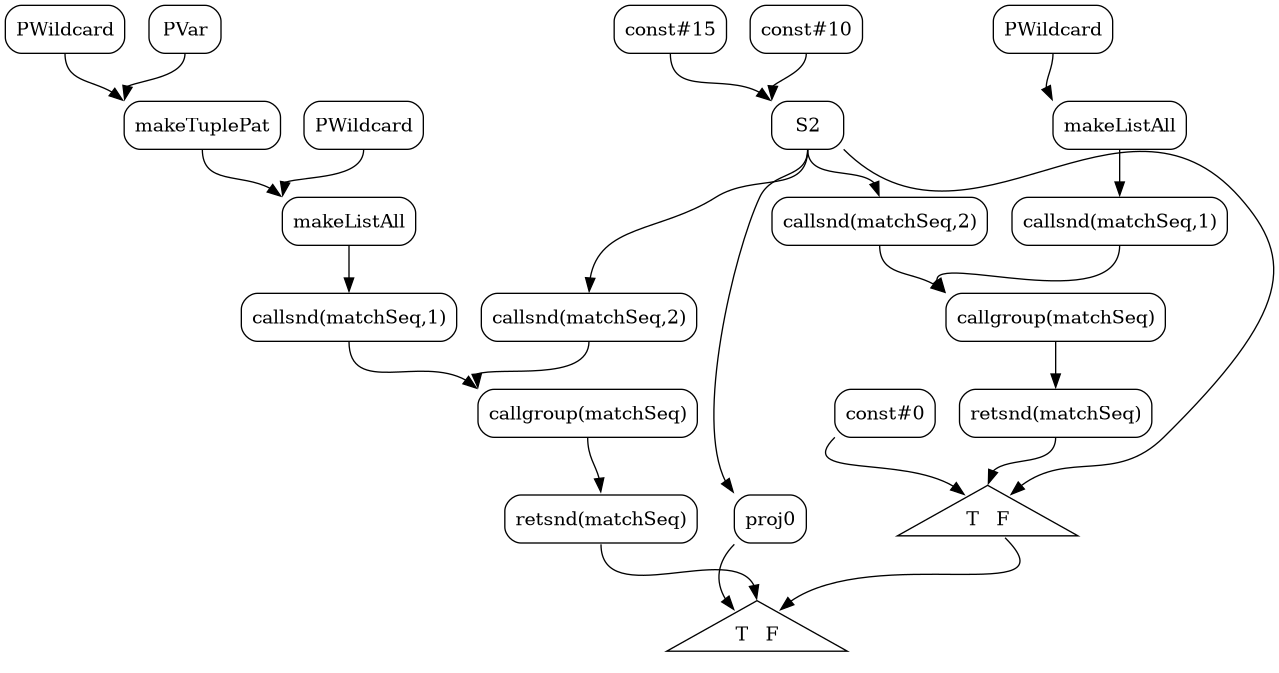 PWildcard
PVar
const#15
const#10
PWildcard
makeTuplePat
PWildcard
S2
makeListAll
makeListAll
callsnd(matchSeq,2)
callsnd(matchSeq,1)
callsnd(matchSeq,1)
callsnd(matchSeq,2)
callgroup(matchSeq)
callgroup(matchSeq)
const#0
retsnd(matchSeq)
retsnd(matchSeq)
proj0
T F
T F